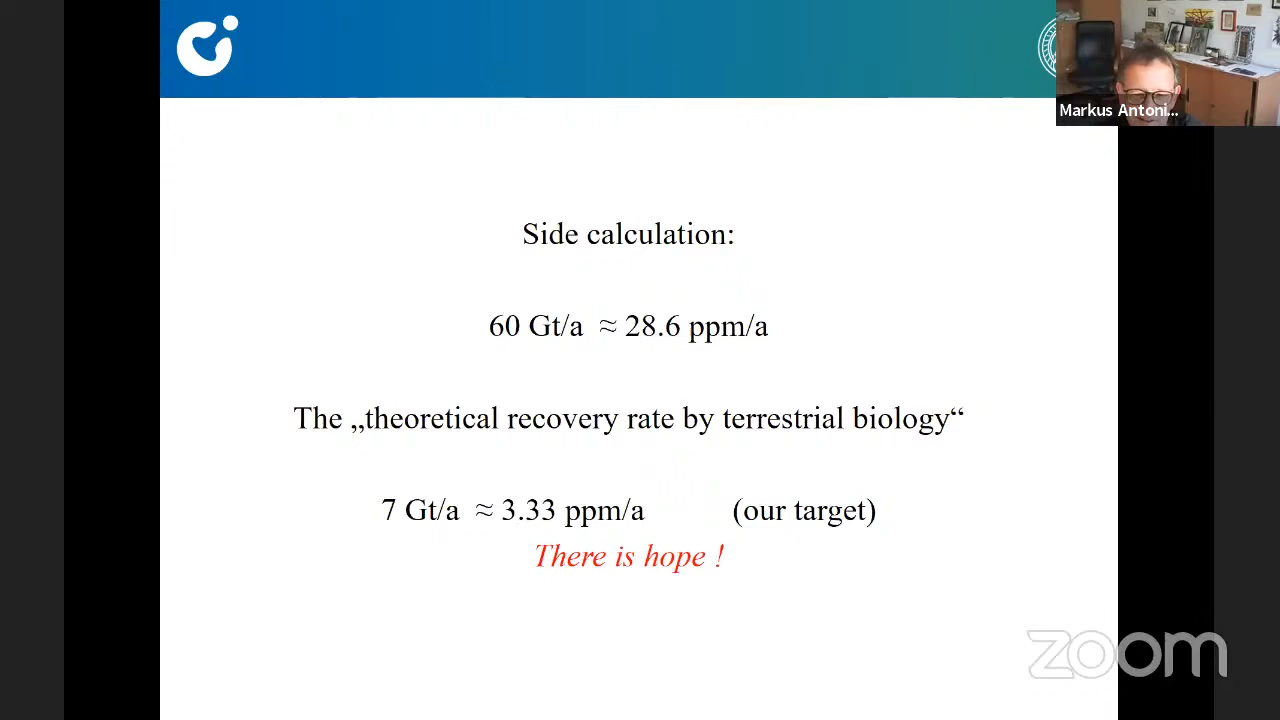 Markus Antoni...
Side calculation:
60 Gt/a ≈ 28.6 ppm/a
The „theoretical recovery rate by terrestrial biology“
7 Gt/a ≈ 3.33 ppm/a (our target)
There is hope !
zoom